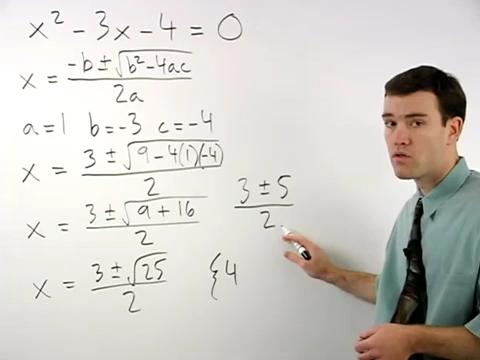 x² - 3x - 4 = 0
x = -b ± √b² - 4ac / 2a
a = 1 b = -3 c = -4
x = 3 ± √9 - 4(1)(-4) / 2
x = 3 ± √9 + 16 / 2
3 ± 5 / 2
x = 3 ± √25 / 2
{4